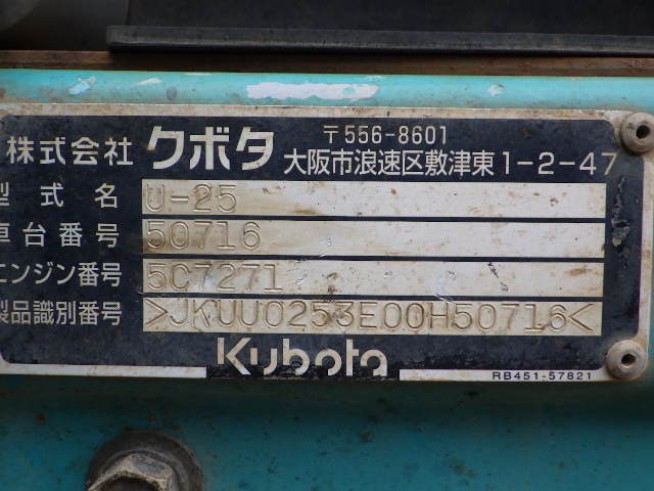 株式会社 クボタ 〒556-8601
大阪市浪速区敷津東1-2-47
型式名 U-25
車台番号 50716
エンジン番号 5C7271
製品識別番号 >JKUU0253E00H50716<
Kubota
RB451-57821